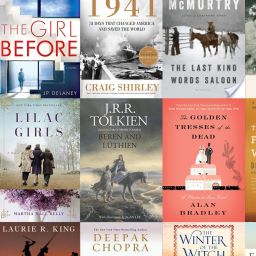 THE
GIRL
BEFORE
JP DELANEY
1941
31 DAYS THAT CHANGED AMERICA
AND SAVED THE WORLD
CRAIG SHIRLEY
McMURTRY
THE LAST KIND
WORDS SALOON
LILAC
GIRLS
MARTHA HALL KELLY
J.R.R.
TOLKIEN
BEREN AND
LÚTHIEN
THE
GOLDEN
TRESSES OF THE
DEAD
ALAN
BRADLEY
LAURIE R. KING
DEEPAK
CHOPRA
THE
WINTER
OF THE
WITCH